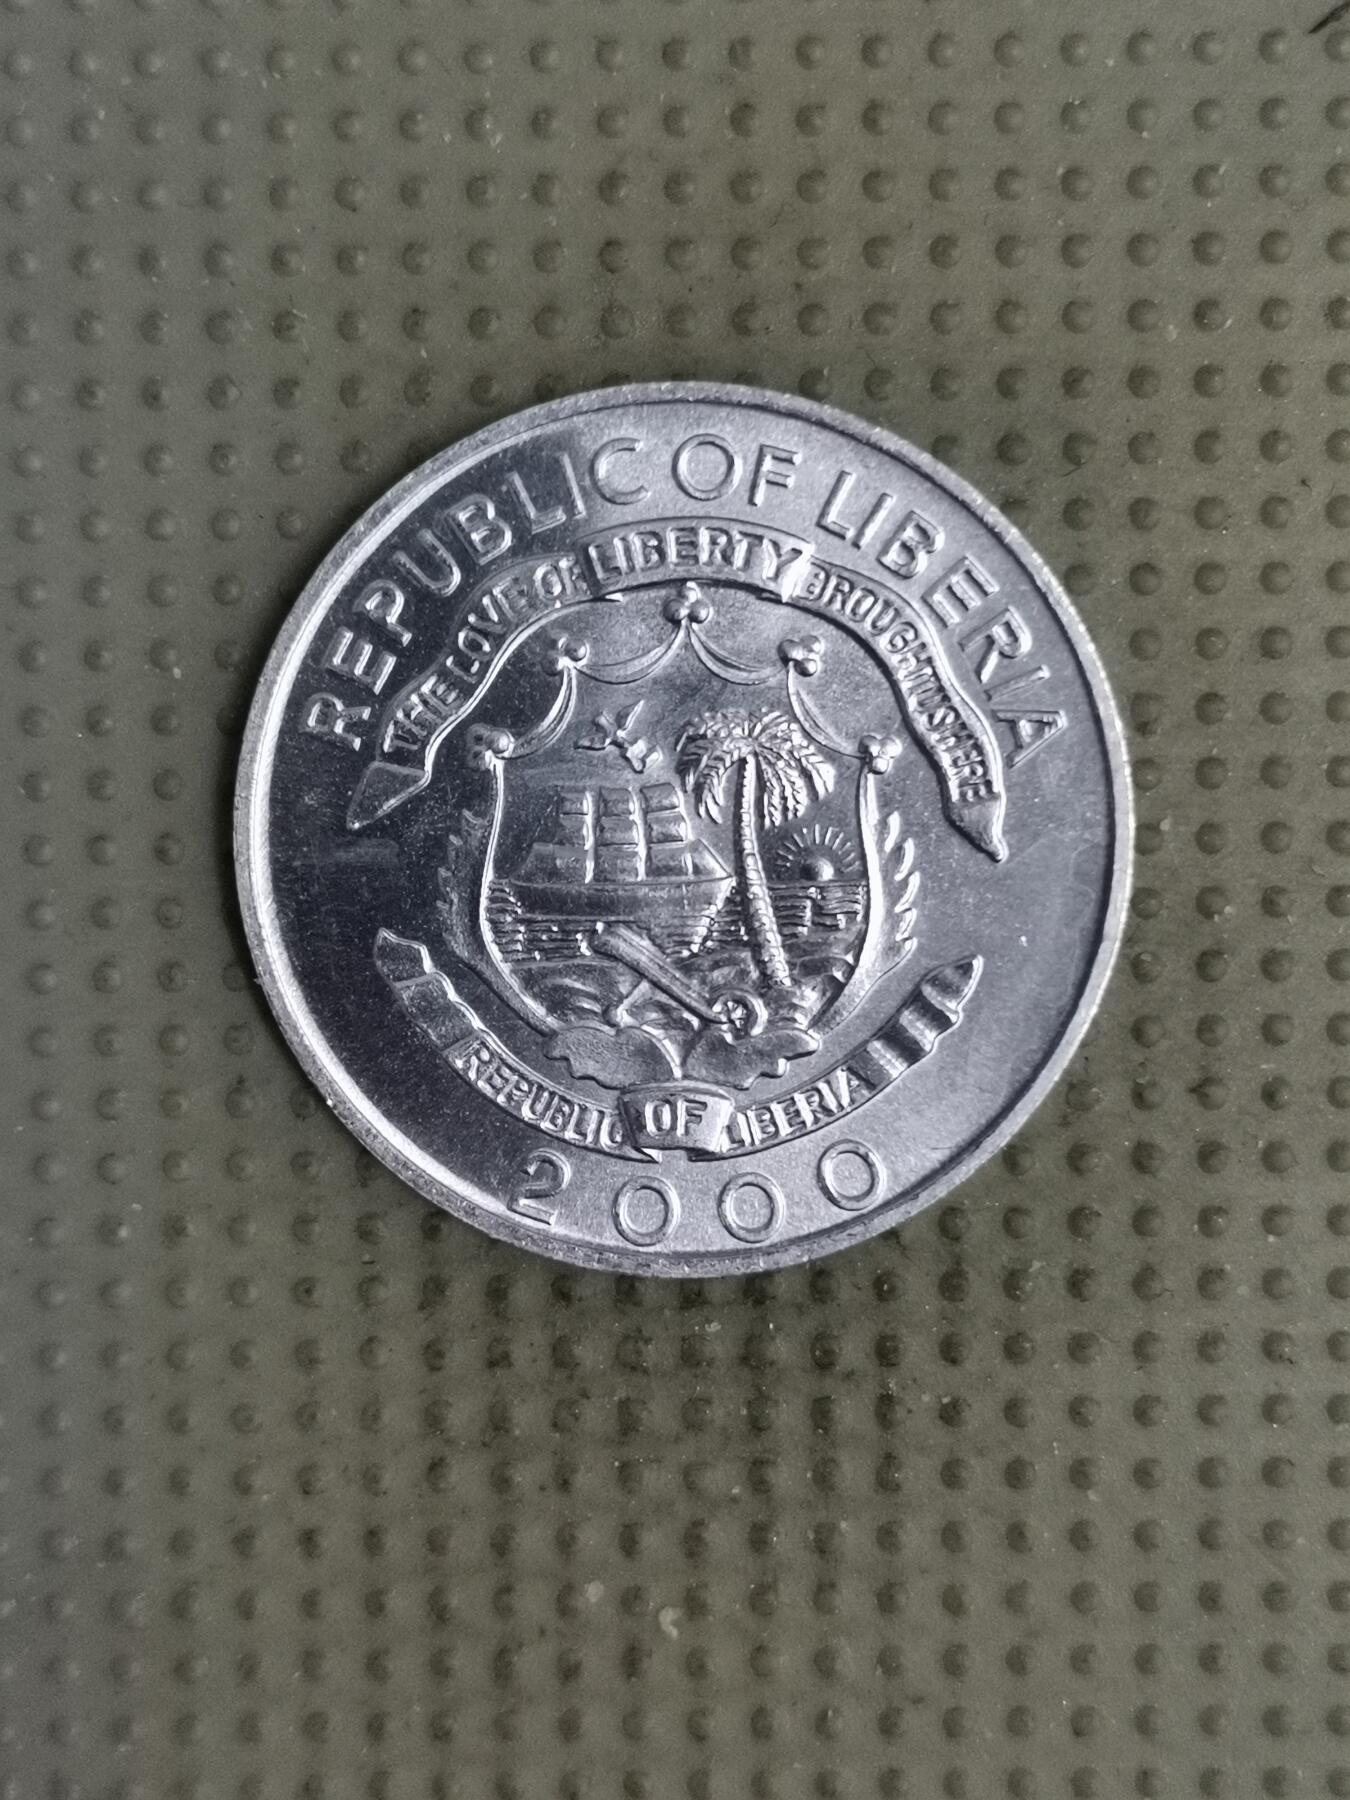 REPUBLIC OF LIBERIA
THE LOVE OF LIBERTY BROUGHT US HERE
REPUBLIC OF LIBERIA
2000